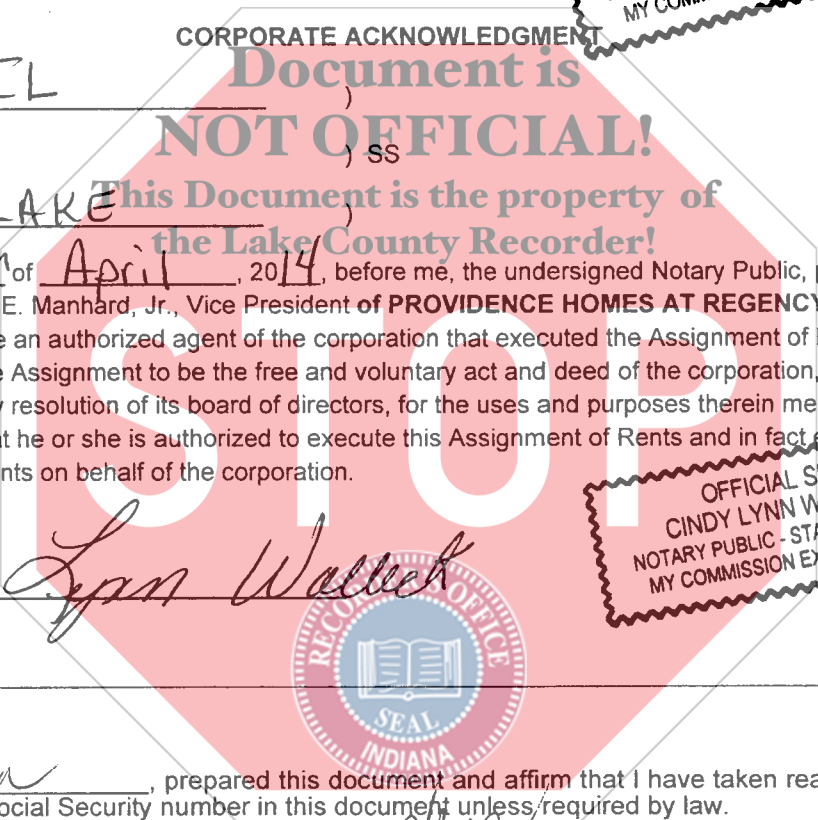 MY COMM
CORPORATE ACKNOWLEDGMENT
Document is
IL )
NOT OFFICIAL!
) SS
This Document is the property of
LAKE )
the Lake County Recorder!
of April, 2014, before me, the undersigned Notary Public, p
E. Manhard, Jr., Vice President of PROVIDENCE HOMES AT REGENCY
e an authorized agent of the corporation that executed the Assignment of
e Assignment to be the free and voluntary act and deed of the corporation,
y resolution of its board of directors, for the uses and purposes therein me
at he or she is authorized to execute this Assignment of Rents and in fact e
nts on behalf of the corporation.
STOP
OFFICIAL S
CINDY LYNN W
NOTARY PUBLIC - STA
MY COMMISSION EX
Lynn Walleck
RECORDER OFFICE
SEAL
INDIANA
, prepared this document and affirm that I have taken rea
ocial Security number in this document unless required by law.